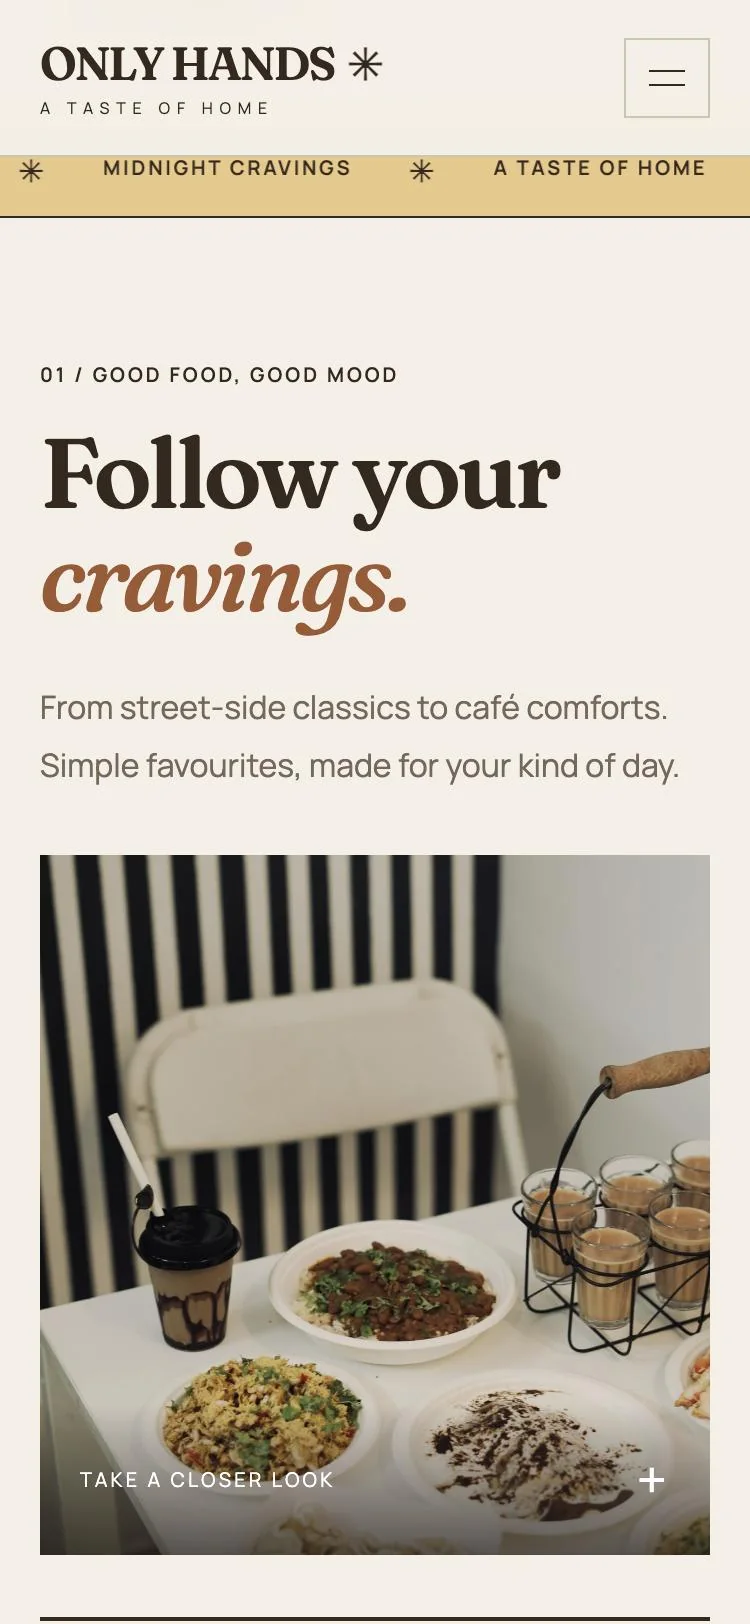 ONLY HANDS
A TASTE OF HOME
MIDNIGHT CRAVINGS A TASTE OF HOME
01 / GOOD FOOD, GOOD MOOD
Follow your
cravings.
From street-side classics to café comforts.
Simple favourites, made for your kind of day.
TAKE A CLOSER LOOK +